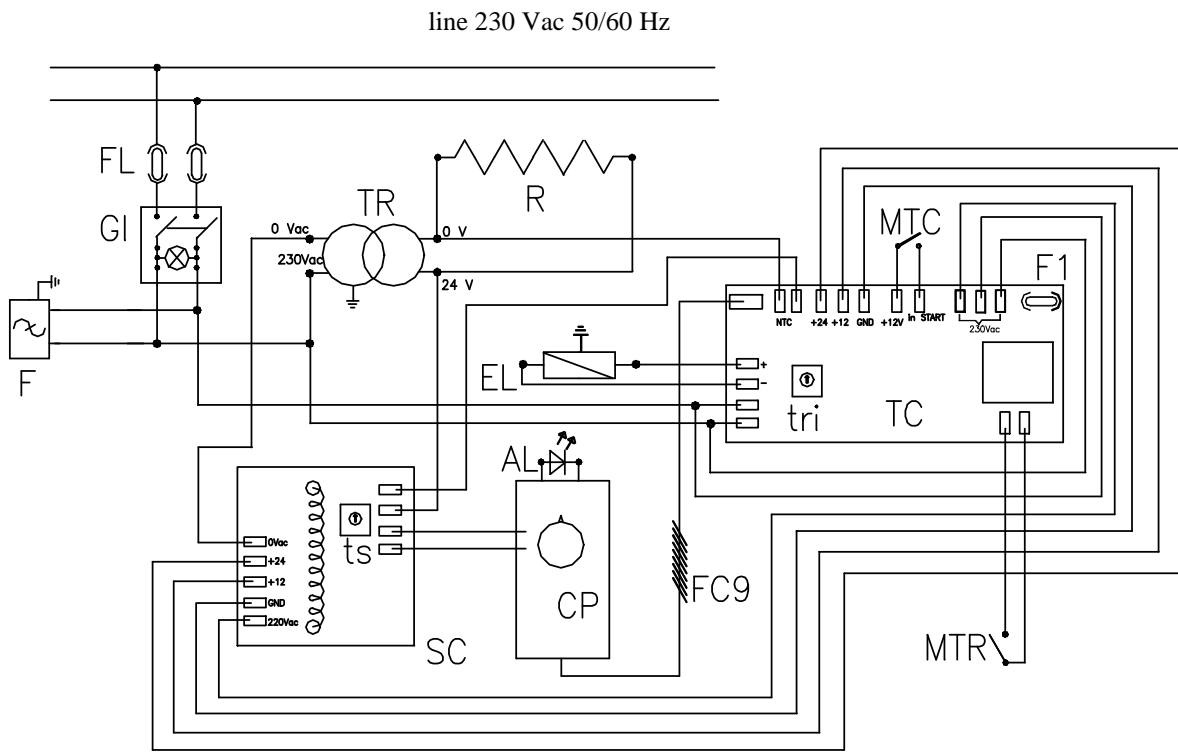 line 230 Vac 50/60 Hz
FL
TR
R
GI
0 Vac
0 V
MTC
230Vac
24 V
F1
NTC
+24
+12
GND
+12V
in
START
230Vac
EL
+
-
F
tri
TC
AL
ts
0Vac
+24
+12
GND
220Vac
CP
FC9
SC
MTR